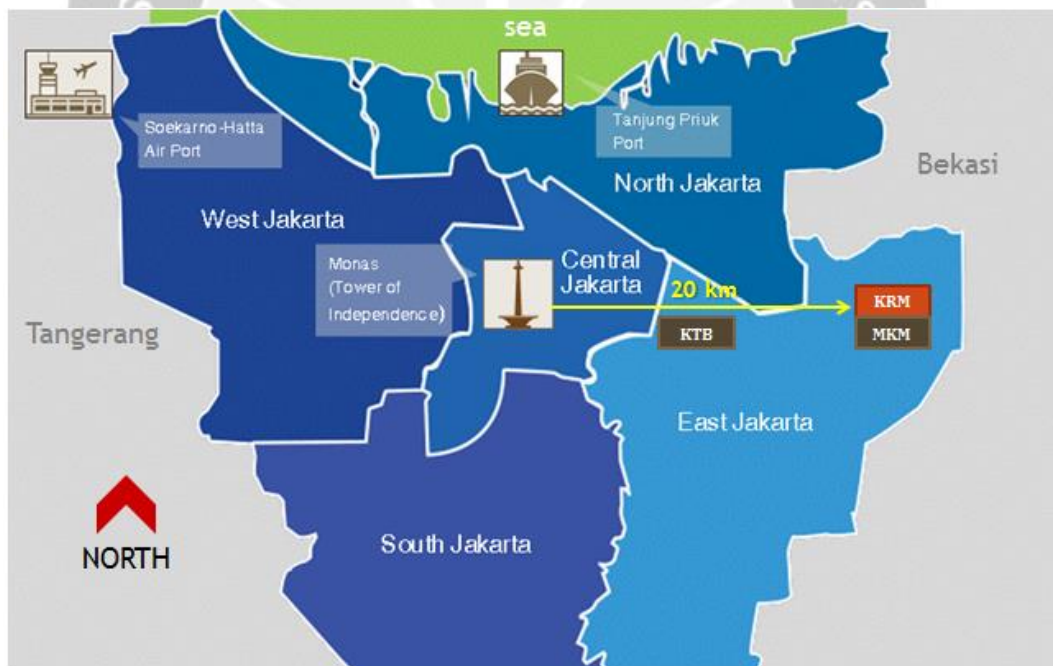 sea
Soekarno-Hatta
Air Port
Tanjung Priuk
Port
Bekasi
North Jakarta
West Jakarta
Monas
(Tower of
Independence)
Central
Jakarta
20 km
KRM
KTB
MKM
Tangerang
East Jakarta
South Jakarta
NORTH